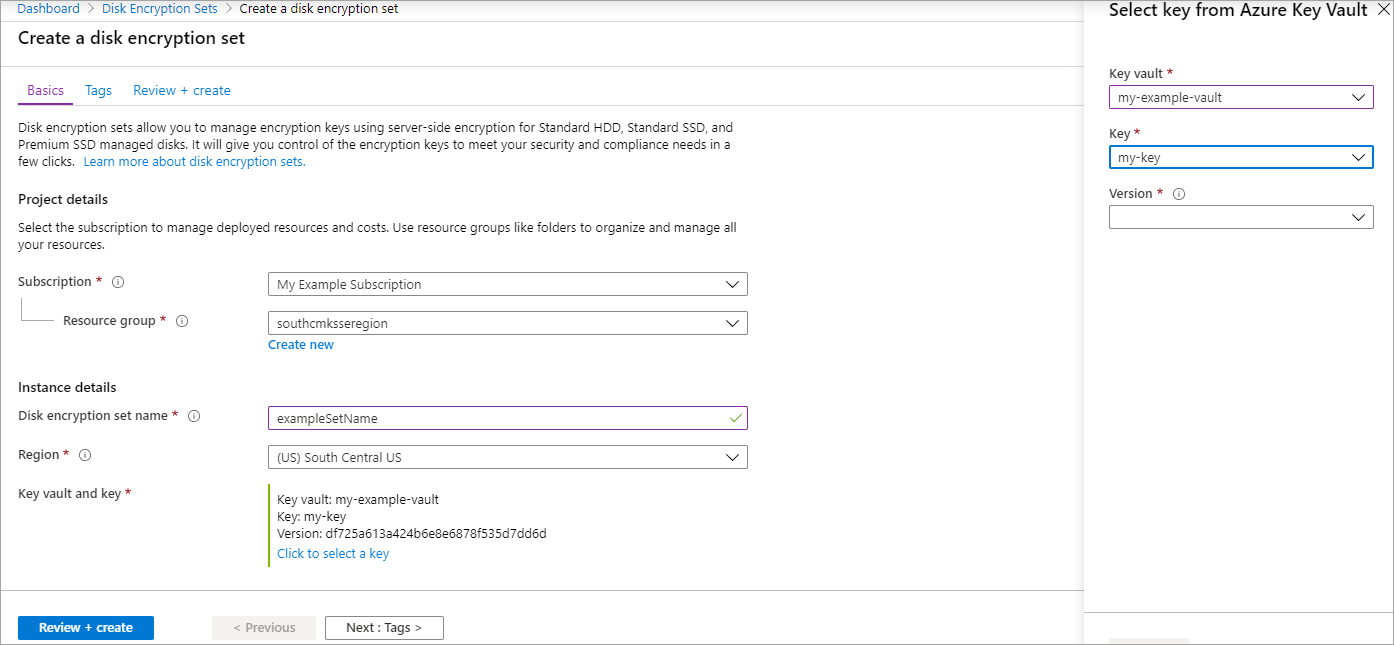 Dashboard > Disk Encryption Sets > Create a disk encryption set
Create a disk encryption set
Basics Tags Review + create
Disk encryption sets allow you to manage encryption keys using server-side encryption for Standard HDD, Standard SSD, and
Premium SSD managed disks. It will give you control of the encryption keys to meet your security and compliance needs in a
few clicks. Learn more about disk encryption sets.
Project details
Select the subscription to manage deployed resources and costs. Use resource groups like folders to organize and manage all
your resources.
Subscription *
My Example Subscription
Resource group *
southcmksseregion
Create new
Instance details
Disk encryption set name *
exampleSetName
Region *
(US) South Central US
Key vault and key *
Key vault: my-example-vault
Key: my-key
Version: df725a613a424b6e8e6878f535d7dd6d
Click to select a key
Review + create
< Previous
Next : Tags >
Select key from Azure Key Vault
Key vault *
my-example-vault
Key *
my-key
Version *